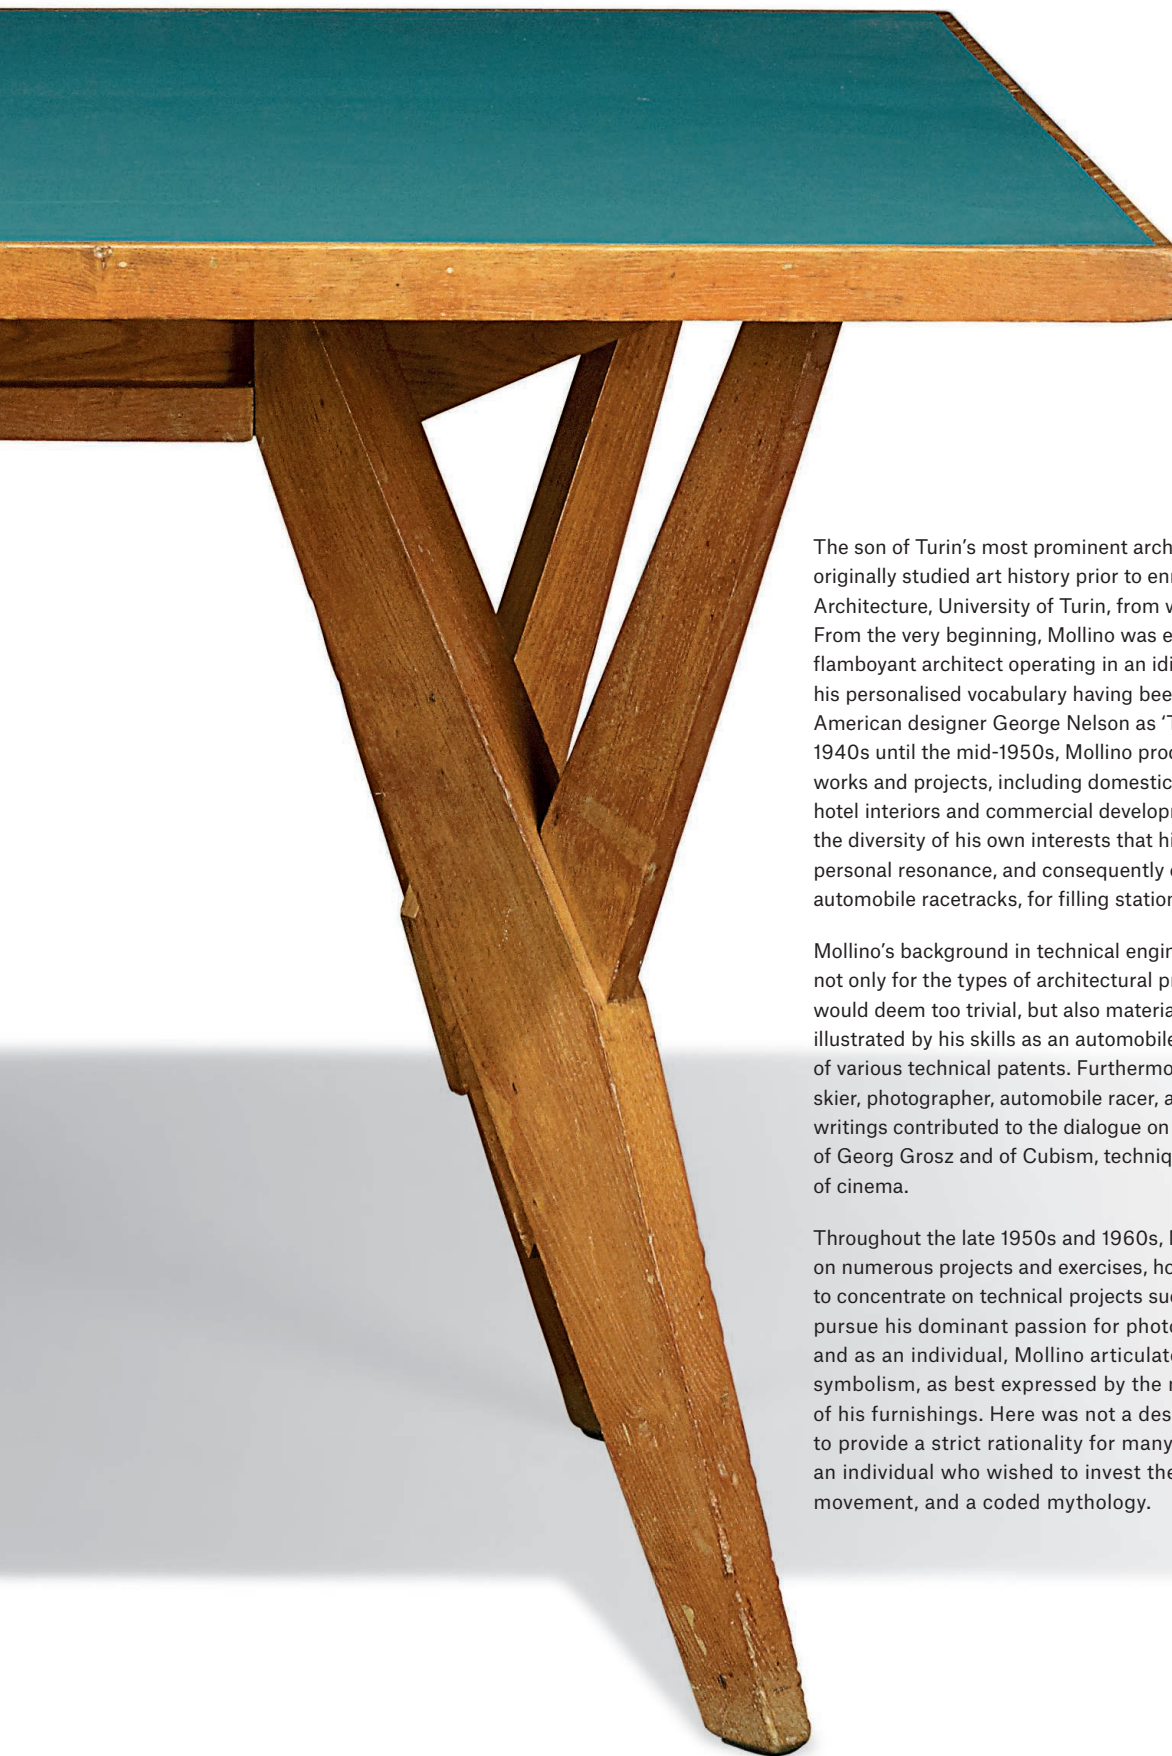 The son of Turin’s most prominent arch
originally studied art history prior to en
Architecture, University of Turin, from w
From the very beginning, Mollino was e
flamboyant architect operating in an idi
his personalised vocabulary having bee
American designer George Nelson as ‘T
1940s until the mid-1950s, Mollino proc
works and projects, including domestic
hotel interiors and commercial develop
the diversity of his own interests that hi
personal resonance, and consequently
automobile racetracks, for filling station
Mollino’s background in technical engin
not only for the types of architectural p
would deem too trivial, but also materia
illustrated by his skills as an automobile
of various technical patents. Furthermo
skier, photographer, automobile racer, a
writings contributed to the dialogue on
of Georg Grosz and of Cubism, techniq
of cinema.
Throughout the late 1950s and 1960s,
on numerous projects and exercises, ho
to concentrate on technical projects su
pursue his dominant passion for phot
and as an individual, Mollino articulat
symbolism, as best expressed by the
of his furnishings. Here was not a des
to provide a strict rationality for many
an individual who wished to invest the
movement, and a coded mythology.